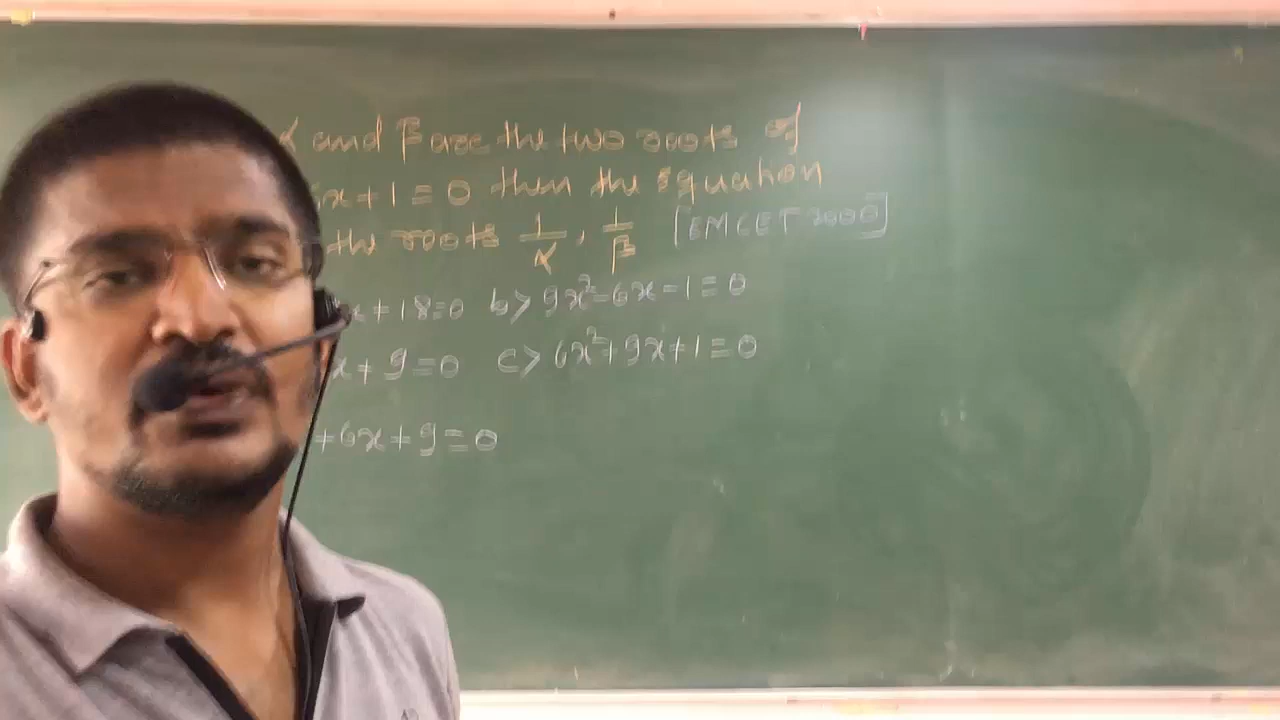 α and β are the two roots of
x+1=0 then the equation
the roots 1/α, 1/β [EMCET 2000]
x+18=0 b> 9x²-6x-1=0
x+9=0 c> 6x²+9x+1=0
+6x+9=0